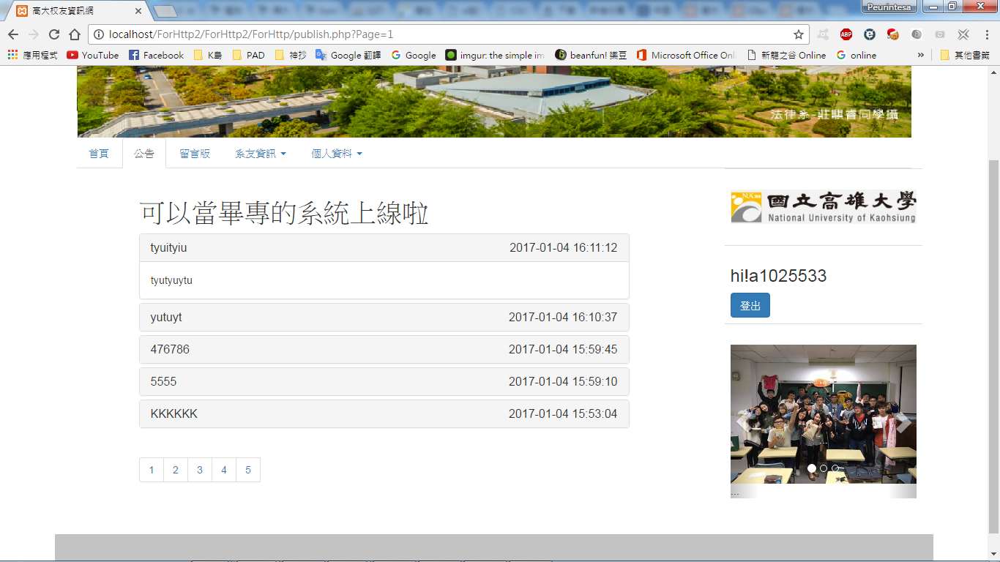 高大校友資訊網
Peurintesa
localhost/ForHttp2/ForHttp2/ForHttp/publish.php?Page=1
ABP
應用程式 YouTube Facebook K島 PAD 神抄 Google 翻譯 Google imgur: the simple im beanfun! 樂豆 Microsoft Office Onl 新龍之谷 Online online » 其他書籤
法律系-莊騏睿同學攝
首頁 公告 留言版 系友資訊 個人資料
國立高雄大學
National University of Kaohsiung
可以當畢專的系統上線啦
tyuityiu 2017-01-04 16:11:12
tyutyuytu
yutuyt 2017-01-04 16:10:37
476786 2017-01-04 15:59:45
5555 2017-01-04 15:59:10
KKKKKK 2017-01-04 15:53:04
1 2 3 4 5
hi!a1025533
登出
...
...